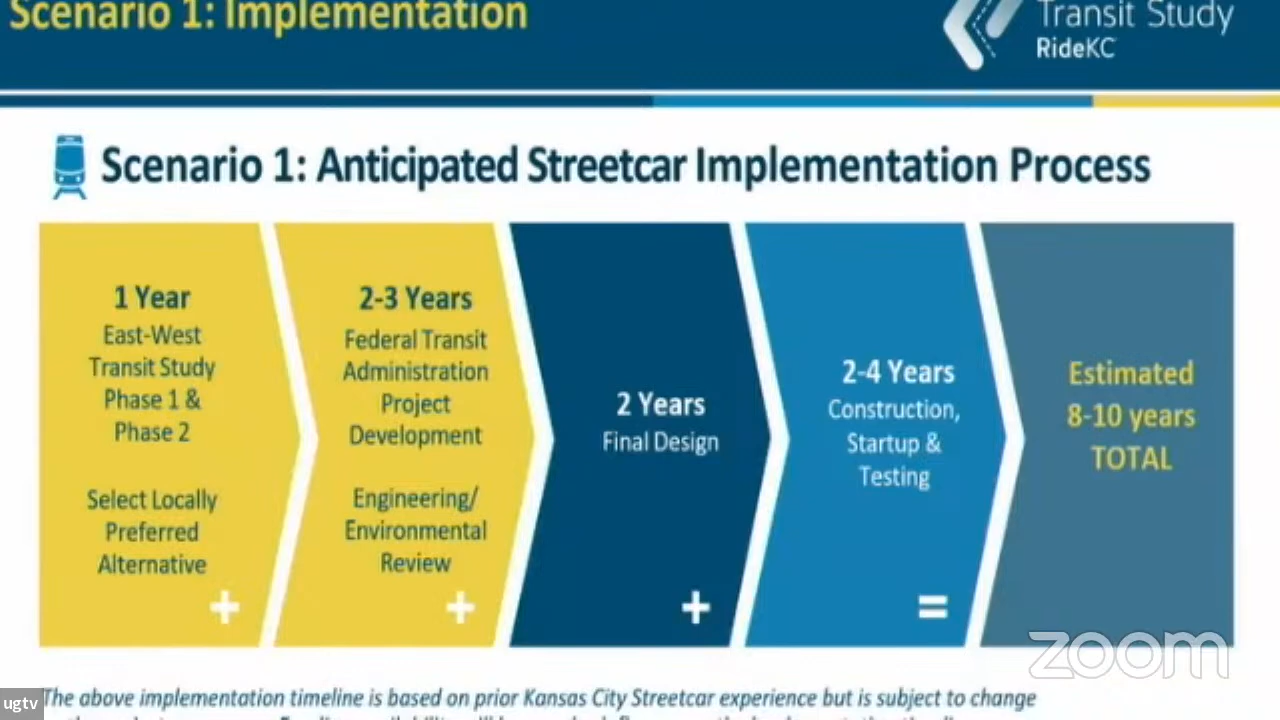 Scenario 1: Implementation
Transit Study
RideKC
Scenario 1: Anticipated Streetcar Implementation Process
1 Year
East-West
Transit Study
Phase 1 &
Phase 2
Select Locally
Preferred
Alternative
+
2-3 Years
Federal Transit
Administration
Project
Development
Engineering/
Environmental
Review
+
2 Years
Final Design
+
2-4 Years
Construction,
Startup &
Testing
=
Estimated
8-10 years
TOTAL
zoom
ugtv
The above implementation timeline is based on prior Kansas City Streetcar experience but is subject to change